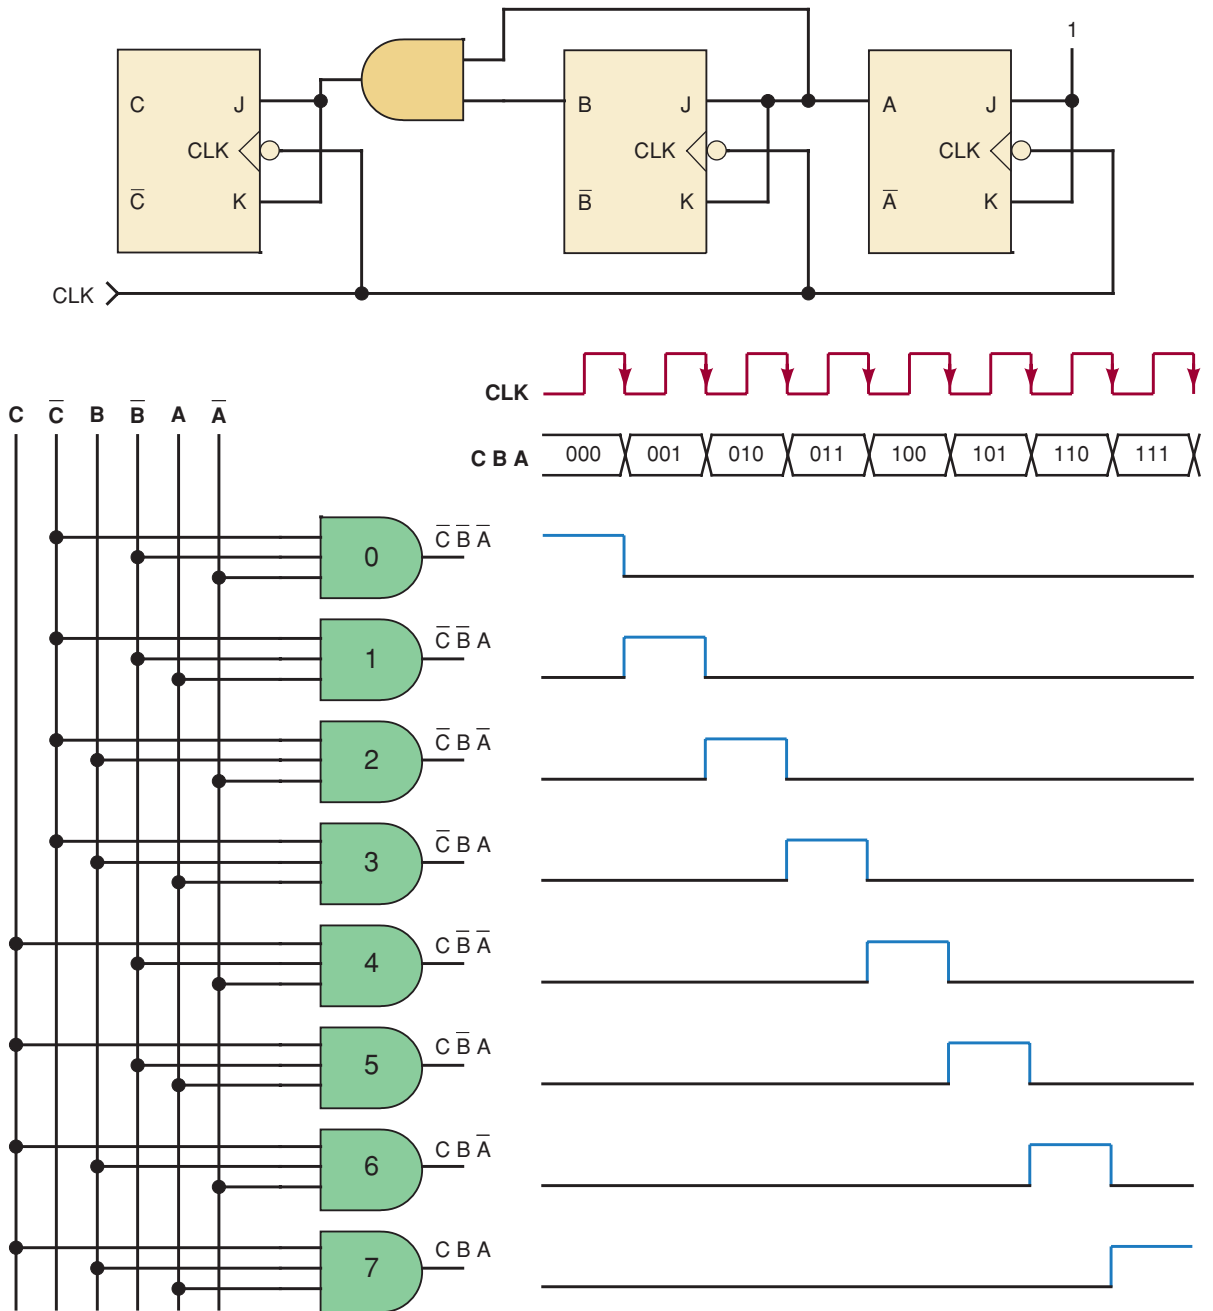 1
C J B J A J
CLK CLK CLK
C̅ K B̅ K A̅ K
CLK
CLK
C C̅ B B̅ A A̅
C B A 000 001 010 011 100 101 110 111
0 C̅ B̅ A̅
1 C̅ B̅ A
2 C̅ B A̅
3 C̅ B A
4 C B̅ A̅
5 C B̅ A
6 C B A̅
7 C B A